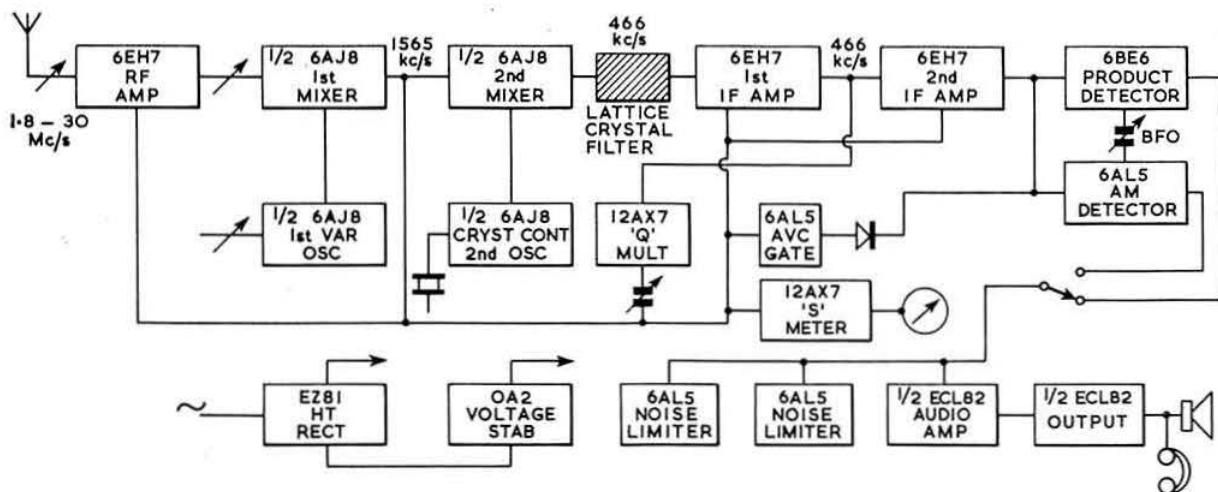 6EH7
RF
AMP
1/2 6AJ8
1st
MIXER
1565
kc/s
1/2 6AJ8
2nd
MIXER
466
kc/s
LATTICE
CRYSTAL
FILTER
6EH7
1st
IF AMP
466
kc/s
6EH7
2nd
IF AMP
6BE6
PRODUCT
DETECTOR
1·8 – 30
Mc/s
BFO
6AL5
AM
DETECTOR
1/2 6AJ8
1st VAR
OSC
1/2 6AJ8
CRYST CONT
2nd OSC
12AX7
'Q'
MULT
6AL5
AVC
GATE
12AX7
'S'
METER
EZ81
HT
RECT
OA2
VOLTAGE
STAB
6AL5
NOISE
LIMITER
6AL5
NOISE
LIMITER
1/2 ECL82
AUDIO
AMP
1/2 ECL82
OUTPUT